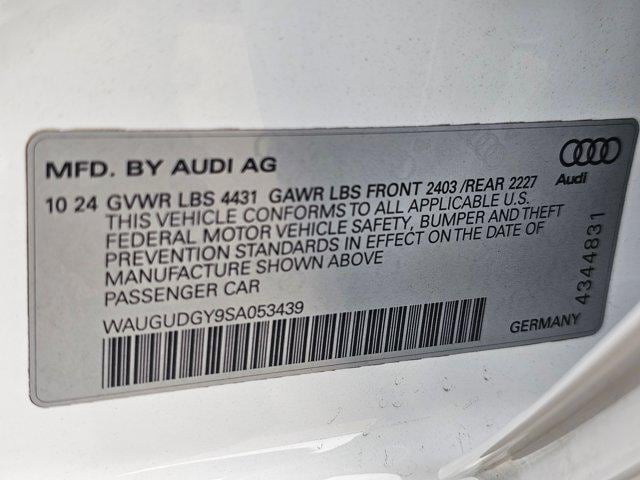 MFD. BY AUDI AG
Audi
10 24 GVWR LBS 4431 GAWR LBS FRONT 2403 /REAR 2227
THIS VEHICLE CONFORMS TO ALL APPLICABLE U.S.
FEDERAL MOTOR VEHICLE SAFETY, BUMPER AND THEFT
PREVENTION STANDARDS IN EFFECT ON THE DATE OF
MANUFACTURE SHOWN ABOVE
PASSENGER CAR
WAUGUDGY9SA053439
GERMANY
4344831